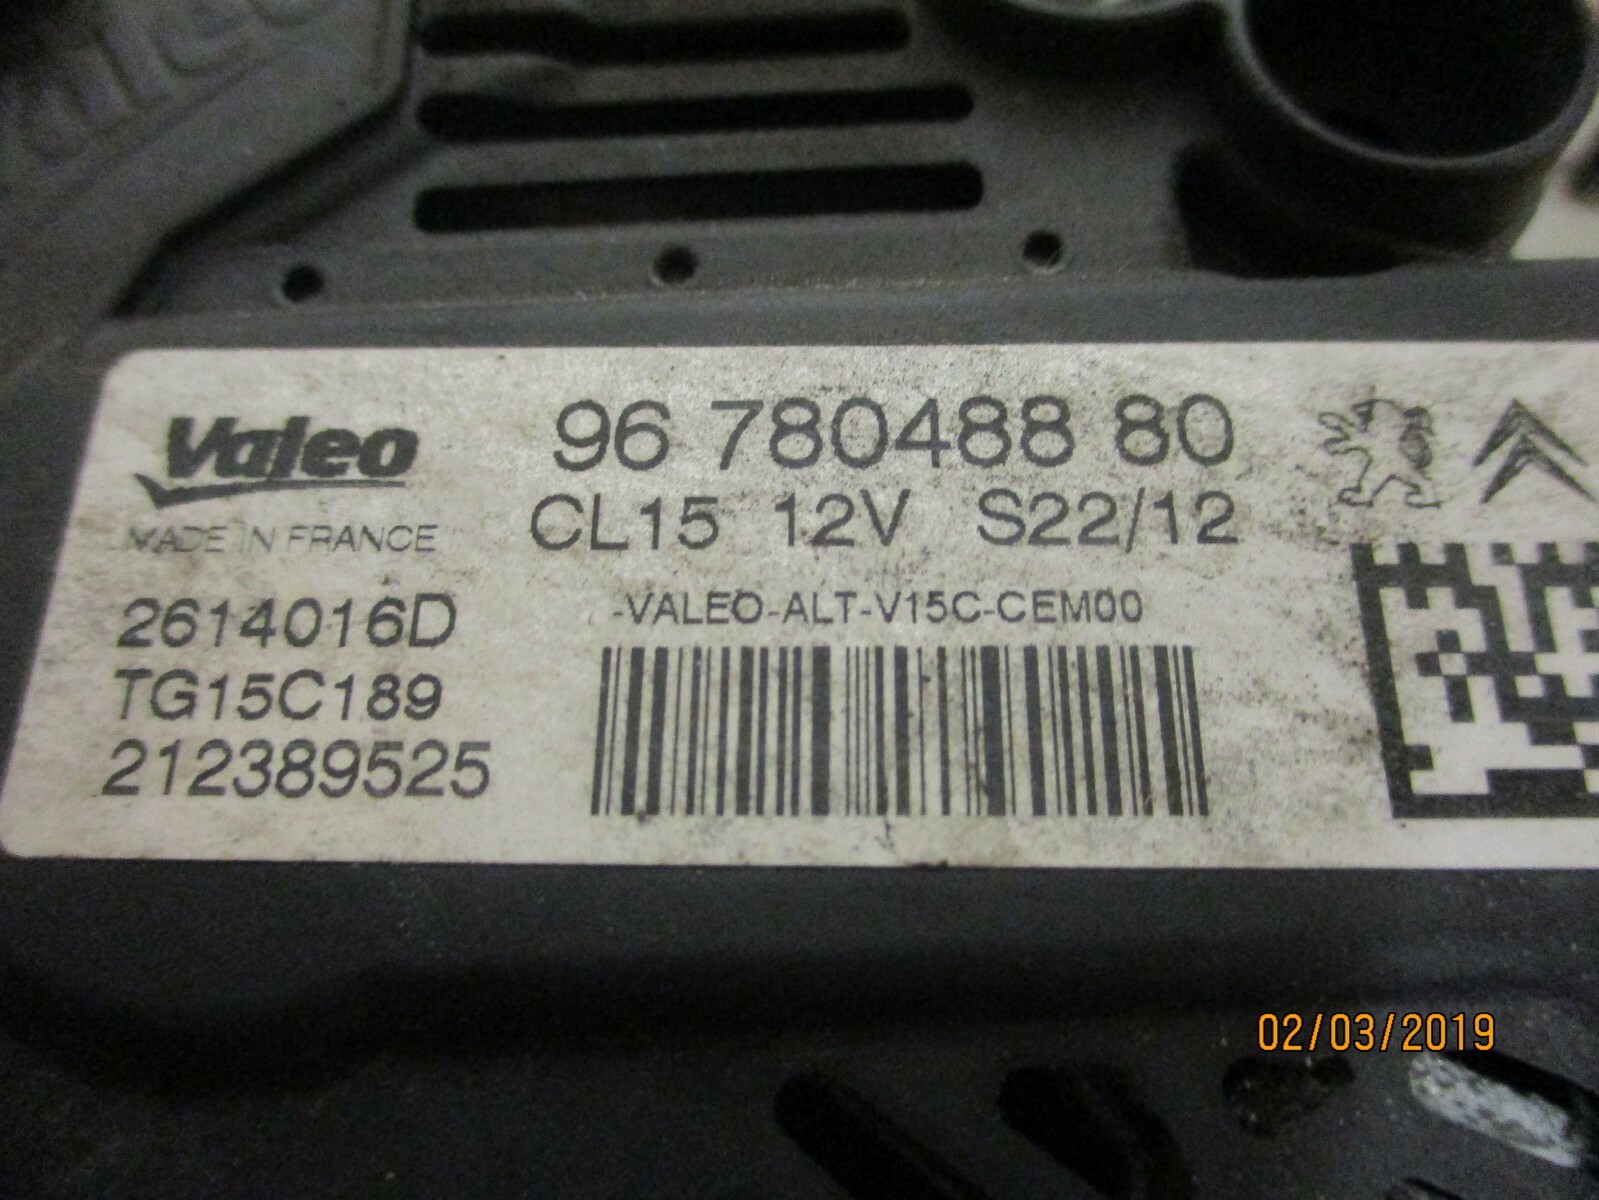 Valeo
MADE IN FRANCE
96 780488 80
CL15 12V S22/12
-VALEO-ALT-V15C-CEM00
2614016D
TG15C189
212389525
02/03/2019